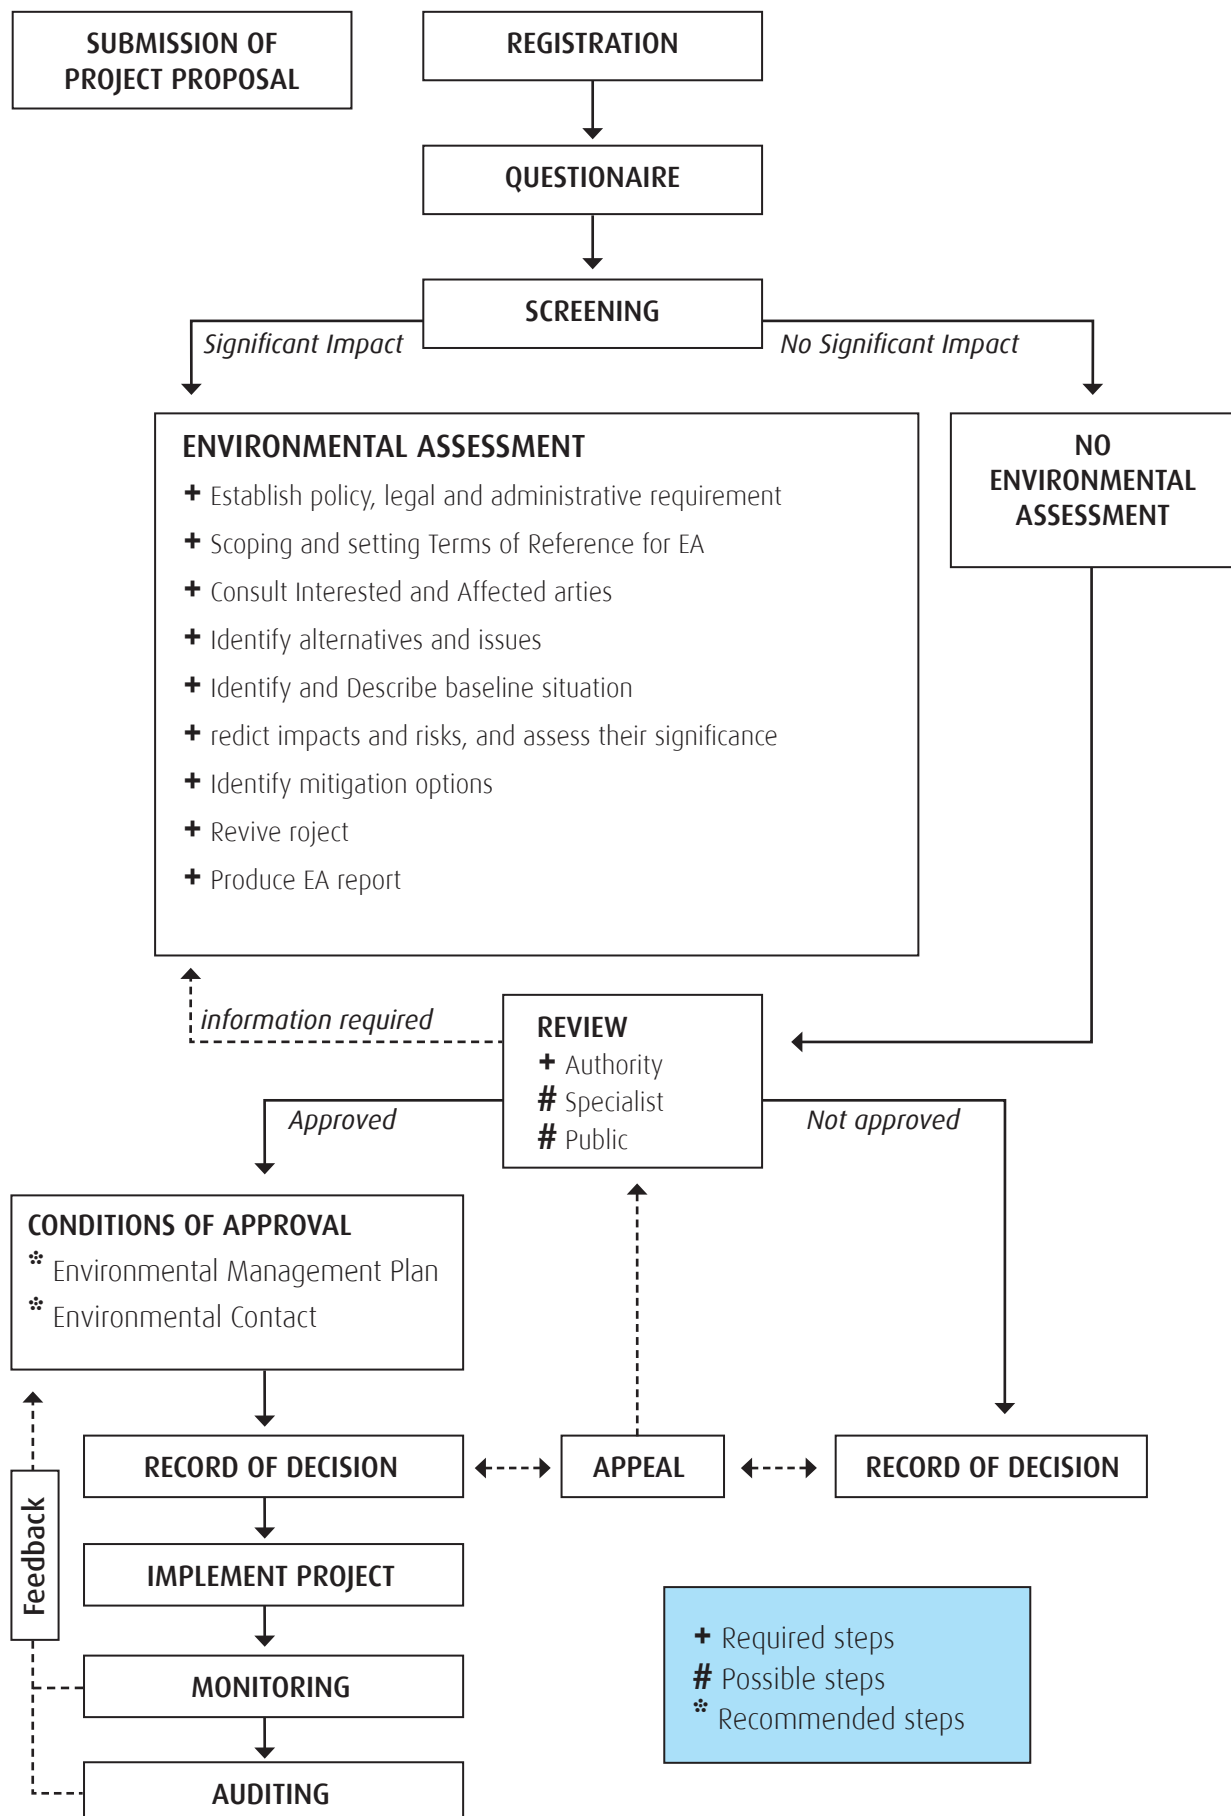 SUBMISSION OF
PROJECT PROPOSAL
REGISTRATION
QUESTIONAIRE
SCREENING
Significant Impact
No Significant Impact
ENVIRONMENTAL ASSESSMENT
+ Establish policy, legal and administrative requirement
+ Scoping and setting Terms of Reference for EA
+ Consult Interested and Affected arties
+ Identify alternatives and issues
+ Identify and Describe baseline situation
+ redict impacts and risks, and assess their significance
+ Identify mitigation options
+ Revive roject
+ Produce EA report
NO
ENVIRONMENTAL
ASSESSMENT
information required
REVIEW
+ Authority
# Specialist
# Public
Approved
Not approved
CONDITIONS OF APPROVAL
* Environmental Management Plan
* Environmental Contact
RECORD OF DECISION
APPEAL
RECORD OF DECISION
Feedback
IMPLEMENT PROJECT
MONITORING
AUDITING
+ Required steps
# Possible steps
* Recommended steps